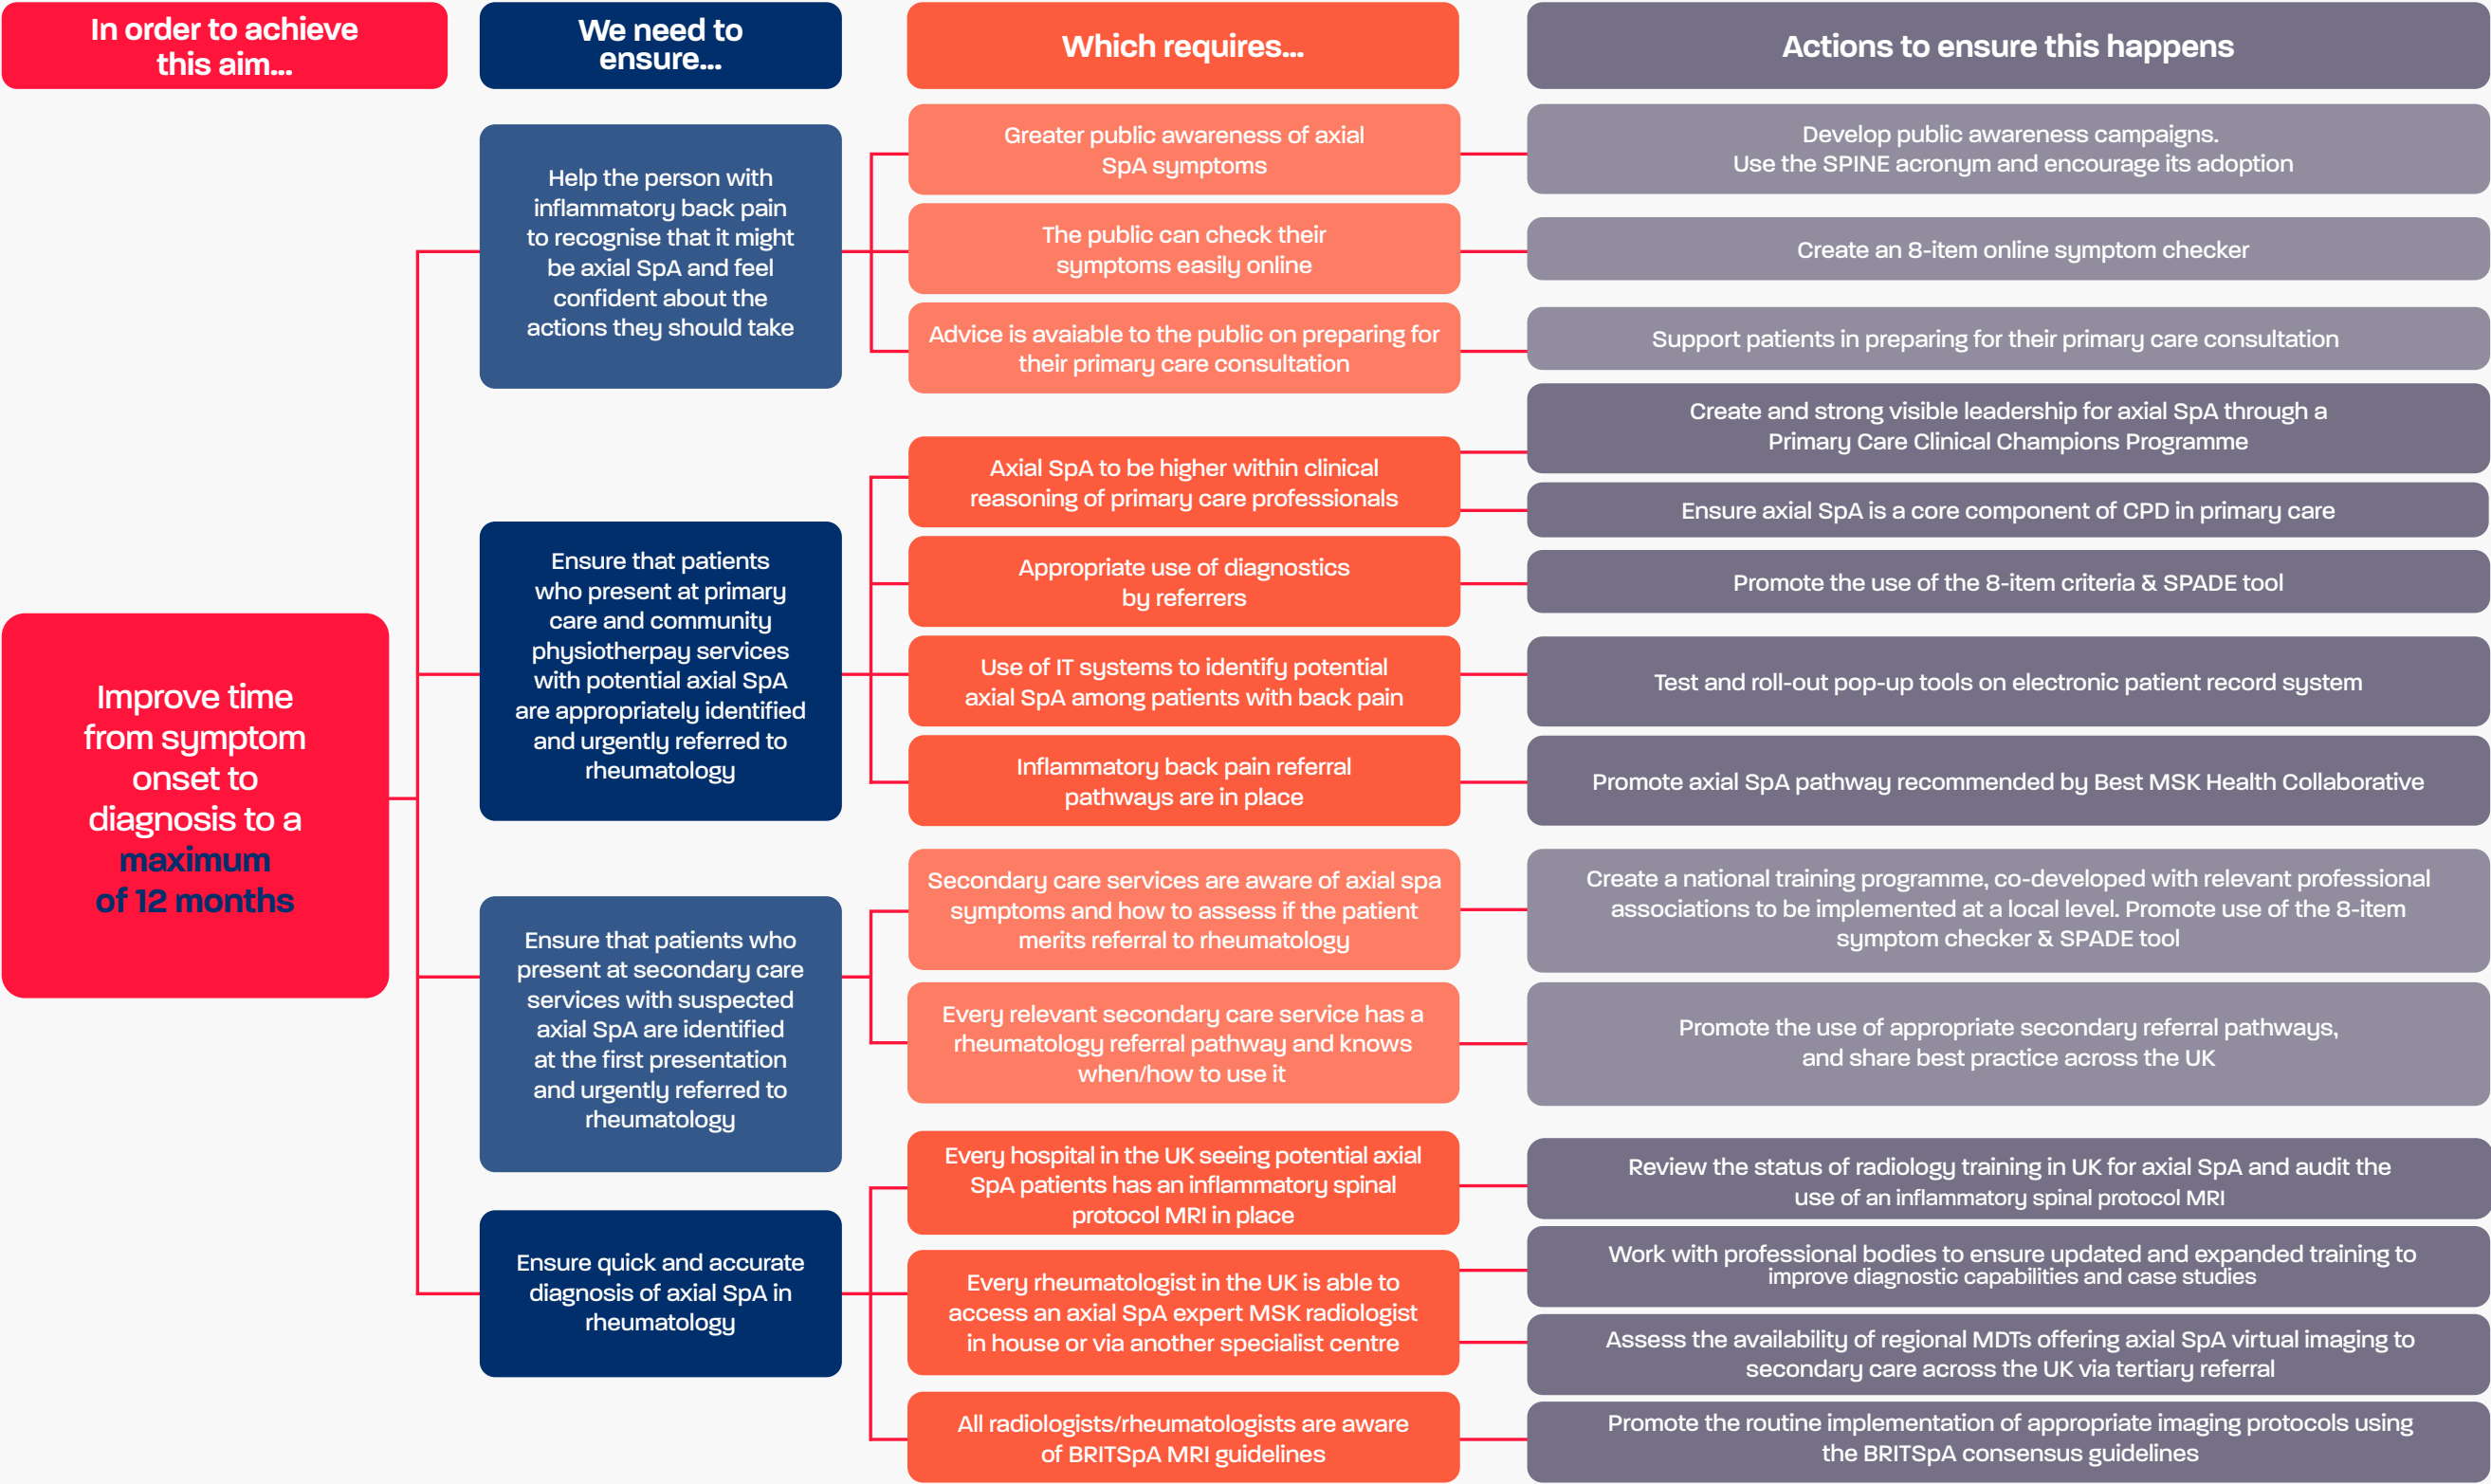 In order to achieve
this aim...
We need to
ensure...
Which requires...
Actions to ensure this happens
Improve time
from symptom
onset to
diagnosis to a
maximum
of 12 months
Help the person with
inflammatory back pain
to recognise that it might
be axial SpA and feel
confident about the
actions they should take
Greater public awareness of axial
SpA symptoms
Develop public awareness campaigns.
Use the SPINE acronym and encourage its adoption
The public can check their
symptoms easily online
Create an 8-item online symptom checker
Advice is avaiable to the public on preparing for
their primary care consultation
Support patients in preparing for their primary care consultation
Ensure that patients
who present at primary
care and community
physiotherpay services
with potential axial SpA
are appropriately identified
and urgently referred to
rheumatology
Axial SpA to be higher within clinical
reasoning of primary care professionals
Create and strong visible leadership for axial SpA through a
Primary Care Clinical Champions Programme
Ensure axial SpA is a core component of CPD in primary care
Appropriate use of diagnostics
by referrers
Promote the use of the 8-item criteria & SPADE tool
Use of IT systems to identify potential
axial SpA among patients with back pain
Test and roll-out pop-up tools on electronic patient record system
Inflammatory back pain referral
pathways are in place
Promote axial SpA pathway recommended by Best MSK Health Collaborative
Ensure that patients who
present at secondary care
services with suspected
axial SpA are identified
at the first presentation
and urgently referred to
rheumatology
Secondary care services are aware of axial spa
symptoms and how to assess if the patient
merits referral to rheumatology
Create a national training programme, co-developed with relevant professional
associations to be implemented at a local level. Promote use of the 8-item
symptom checker & SPADE tool
Every relevant secondary care service has a
rheumatology referral pathway and knows
when/how to use it
Promote the use of appropriate secondary referral pathways,
and share best practice across the UK
Ensure quick and accurate
diagnosis of axial SpA in
rheumatology
Every hospital in the UK seeing potential axial
SpA patients has an inflammatory spinal
protocol MRI in place
Review the status of radiology training in UK for axial SpA and audit the
use of an inflammatory spinal protocol MRI
Every rheumatologist in the UK is able to
access an axial SpA expert MSK radiologist
in house or via another specialist centre
Work with professional bodies to ensure updated and expanded training to
improve diagnostic capabilities and case studies
Assess the availability of regional MDTs offering axial SpA virtual imaging to
secondary care across the UK via tertiary referral
All radiologists/rheumatologists are aware
of BRITSpA MRI guidelines
Promote the routine implementation of appropriate imaging protocols using
the BRITSpA consensus guidelines